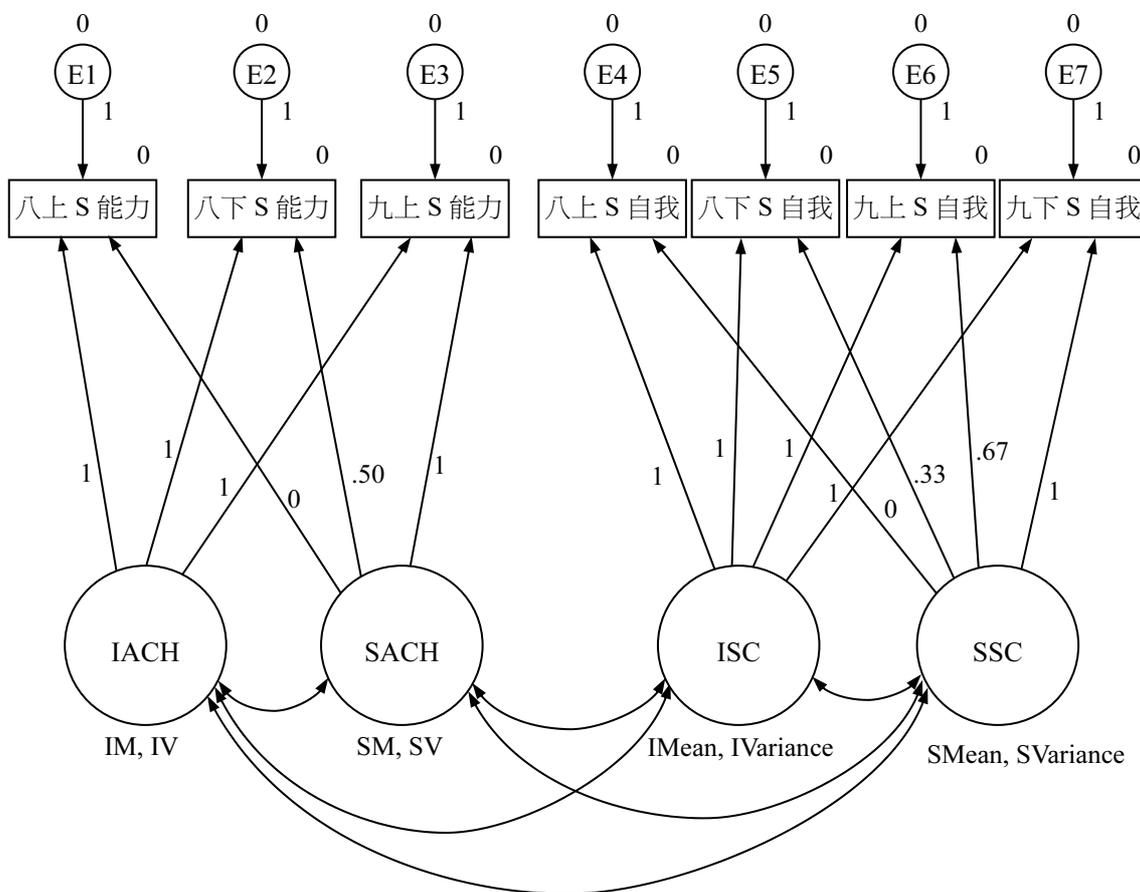 0 0 0 0 0 0 0
E1 E2 E3 E4 E5 E6 E7
1 1 1 1 1 1 1
0 0 0 0 0 0 0
八上 S 能力 八下 S 能力 九上 S 能力 八上 S 自我 八下 S 自我 九上 S 自我 九下 S 自我
1 1 1 0 .50 1 1 1 1 1 0 .33 .67 1
IACH SACH ISC SSC
IM, IV SM, SV IMean, IVariance SMean, SVariance